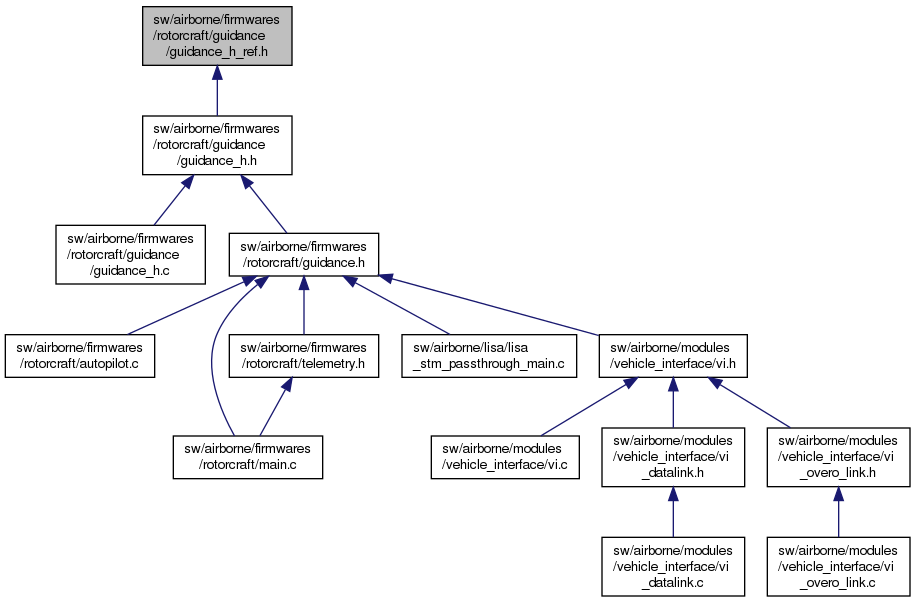 sw/airborne/firmwares
/rotorcraft/guidance
/guidance_h_ref.h
sw/airborne/firmwares
/rotorcraft/guidance
/guidance_h.h
sw/airborne/firmwares
/rotorcraft/guidance
/guidance_h.c
sw/airborne/firmwares
/rotorcraft/guidance.h
sw/airborne/firmwares
/rotorcraft/autopilot.c
sw/airborne/firmwares
/rotorcraft/telemetry.h
sw/airborne/lisa/lisa
_stm_passthrough_main.c
sw/airborne/modules
/vehicle_interface/vi.h
sw/airborne/firmwares
/rotorcraft/main.c
sw/airborne/modules
/vehicle_interface/vi.c
sw/airborne/modules
/vehicle_interface/vi
_datalink.h
sw/airborne/modules
/vehicle_interface/vi
_overo_link.h
sw/airborne/modules
/vehicle_interface/vi
_datalink.c
sw/airborne/modules
/vehicle_interface/vi
_overo_link.c